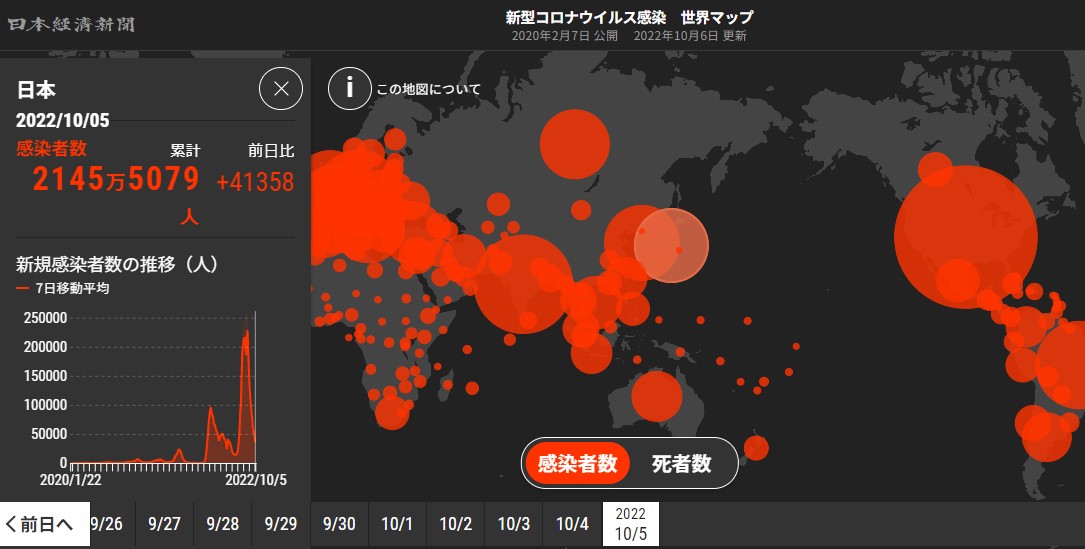 日本経済新聞
新型コロナウイルス感染　世界マップ
2020年2月7日 公開　2022年10月6日 更新
日本
i この地図について
2022/10/05
感染者数 累計 前日比
2145万5079 +41358
人
新規感染者数の推移（人）
7日移動平均
250000
200000
150000
100000
50000
0
2020/1/22 2022/10/5
感染者数 死者数
前日へ 9/26 9/27 9/28 9/29 9/30 10/1 10/2 10/3 10/4 2022
10/5